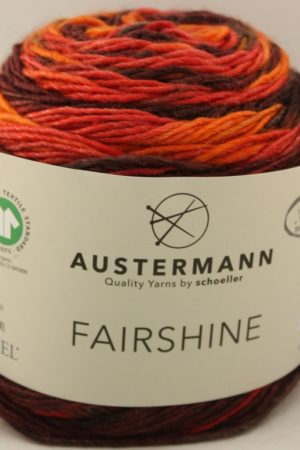 AUSTERMANN
Quality Yarns by schoeller
FAIRSHINE